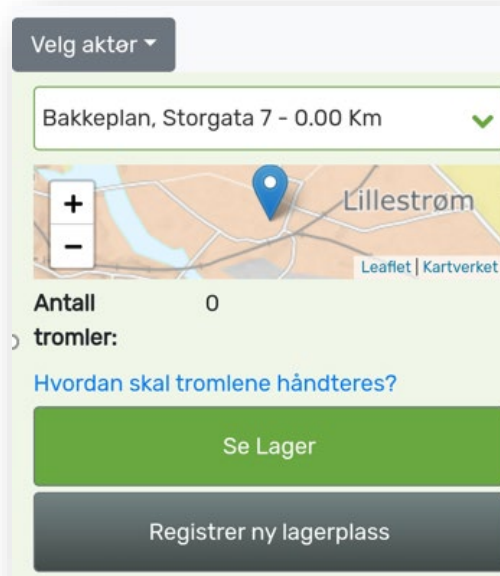 Velg aktør
Bakkeplan, Storgata 7 - 0.00 Km
+
Lillestrøm
−
Leaflet | Kartverket
Antall 0
tromler:
Hvordan skal tromlene håndteres?
Se Lager
Registrer ny lagerplass